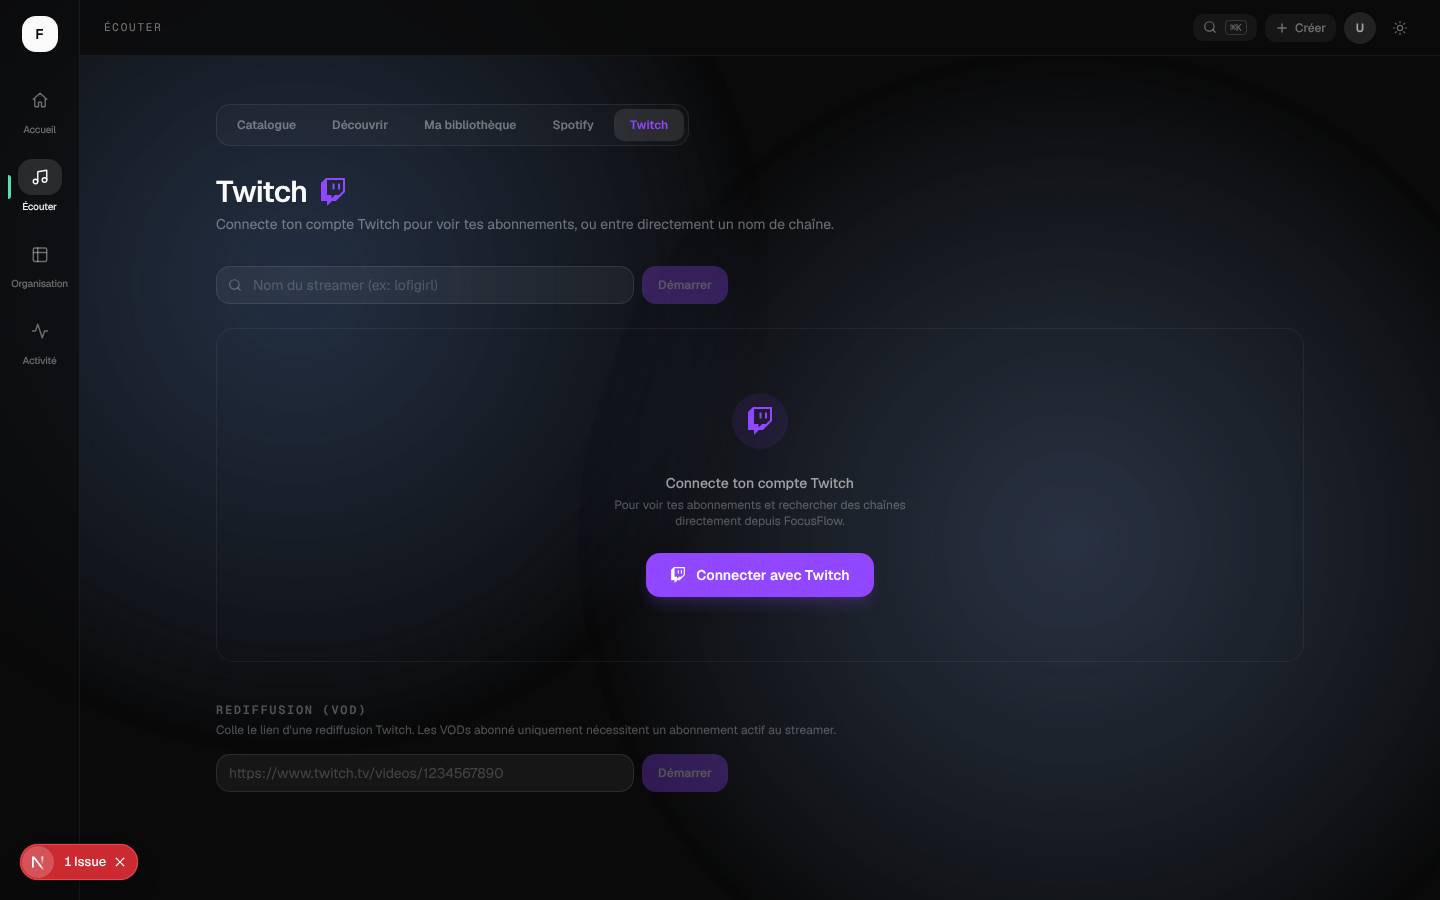 F
ÉCOUTER
⌘K
Créer
U
Accueil
Écouter
Organisation
Activité
Catalogue
Découvrir
Ma bibliothèque
Spotify
Twitch
Twitch
Connecte ton compte Twitch pour voir tes abonnements, ou entre directement un nom de chaîne.
Nom du streamer (ex: lofigirl)
Démarrer
Connecte ton compte Twitch
Pour voir tes abonnements et rechercher des chaînes
directement depuis FocusFlow.
Connecter avec Twitch
REDIFFUSION (VOD)
Colle le lien d'une rediffusion Twitch. Les VODs abonné uniquement nécessitent un abonnement actif au streamer.
https://www.twitch.tv/videos/1234567890
Démarrer
N
1 Issue